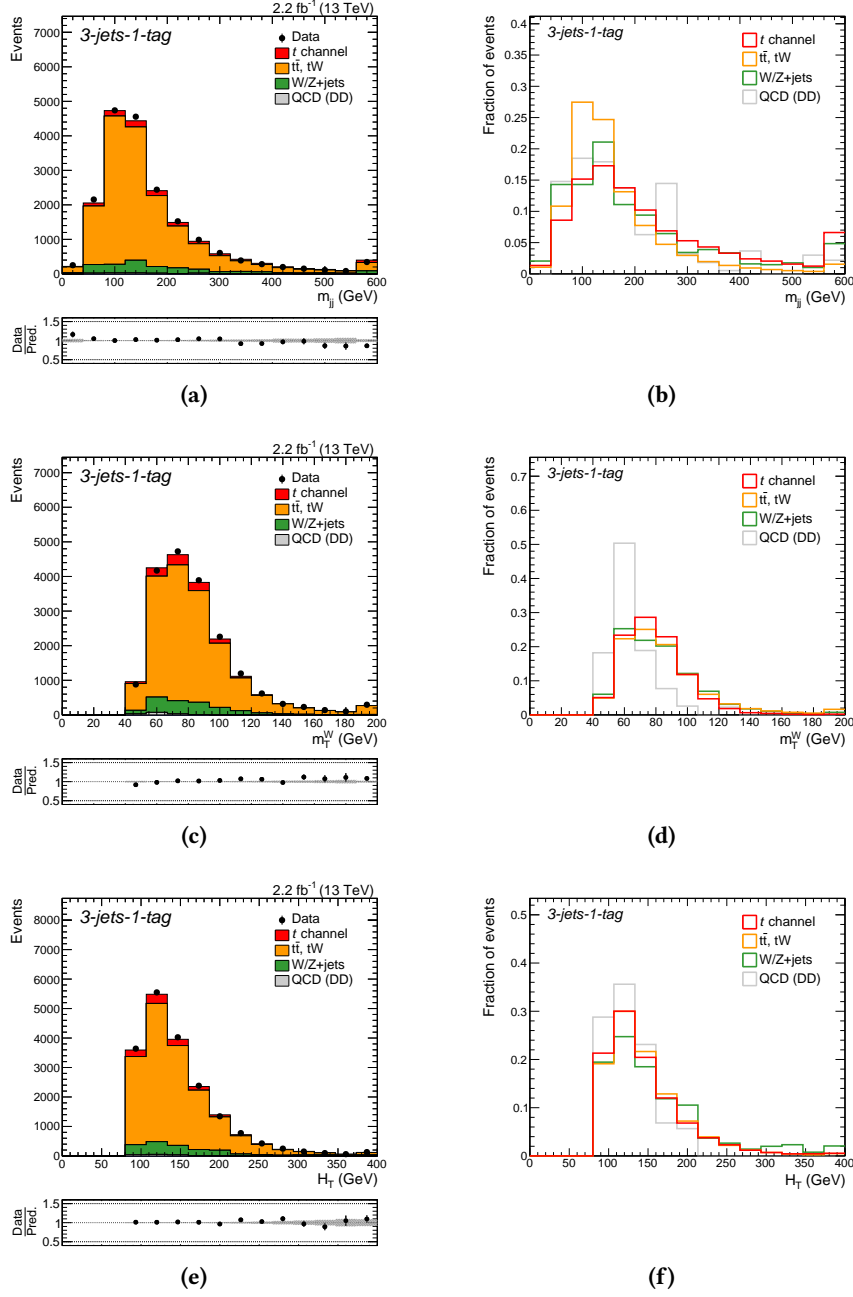 2.2 fb⁻¹ (13 TeV)
Events
7000
6000
5000
4000
3000
2000
1000
0
3-jets-1-tag
Data
t channel
tt̄, tW
W/Z+jets
QCD (DD)
0 100 200 300 400 500 600
m_jj (GeV)
Data
Pred.
1.5
1
0.5
(a)
Fraction of events
0.4
0.35
0.3
0.25
0.2
0.15
0.1
0.05
0
3-jets-1-tag
t channel
tt̄, tW
W/Z+jets
QCD (DD)
0 100 200 300 400 500 600
m_jj (GeV)
(b)
2.2 fb⁻¹ (13 TeV)
Events
7000
6000
5000
4000
3000
2000
1000
0
3-jets-1-tag
Data
t channel
tt̄, tW
W/Z+jets
QCD (DD)
0 20 40 60 80 100 120 140 160 180 200
m_T^W (GeV)
Data
Pred.
1.5
1
0.5
(c)
Fraction of events
0.7
0.6
0.5
0.4
0.3
0.2
0.1
0
3-jets-1-tag
t channel
tt̄, tW
W/Z+jets
QCD (DD)
0 20 40 60 80 100 120 140 160 180 200
m_T^W (GeV)
(d)
2.2 fb⁻¹ (13 TeV)
Events
8000
7000
6000
5000
4000
3000
2000
1000
0
3-jets-1-tag
Data
t channel
tt̄, tW
W/Z+jets
QCD (DD)
0 50 100 150 200 250 300 350 400
H_T (GeV)
Data
Pred.
1.5
1
0.5
(e)
Fraction of events
0.5
0.4
0.3
0.2
0.1
0
3-jets-1-tag
t channel
tt̄, tW
W/Z+jets
QCD (DD)
0 50 100 150 200 250 300 350 400
H_T (GeV)
(f)